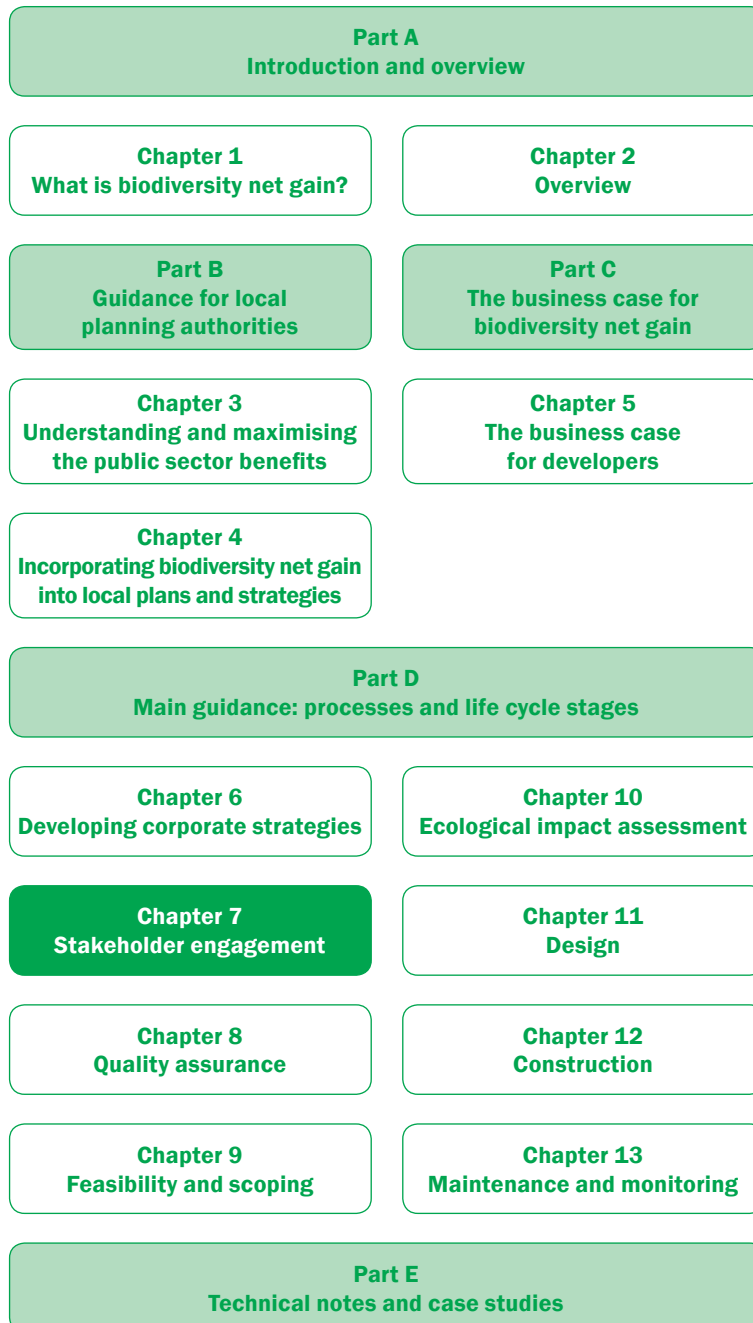 Part A
Introduction and overview
Chapter 1
What is biodiversity net gain?
Chapter 2
Overview
Part B
Guidance for local
planning authorities
Part C
The business case for
biodiversity net gain
Chapter 3
Understanding and maximising
the public sector benefits
Chapter 5
The business case
for developers
Chapter 4
Incorporating biodiversity net gain
into local plans and strategies
Part D
Main guidance: processes and life cycle stages
Chapter 6
Developing corporate strategies
Chapter 10
Ecological impact assessment
Chapter 7
Stakeholder engagement
Chapter 11
Design
Chapter 8
Quality assurance
Chapter 12
Construction
Chapter 9
Feasibility and scoping
Chapter 13
Maintenance and monitoring
Part E
Technical notes and case studies